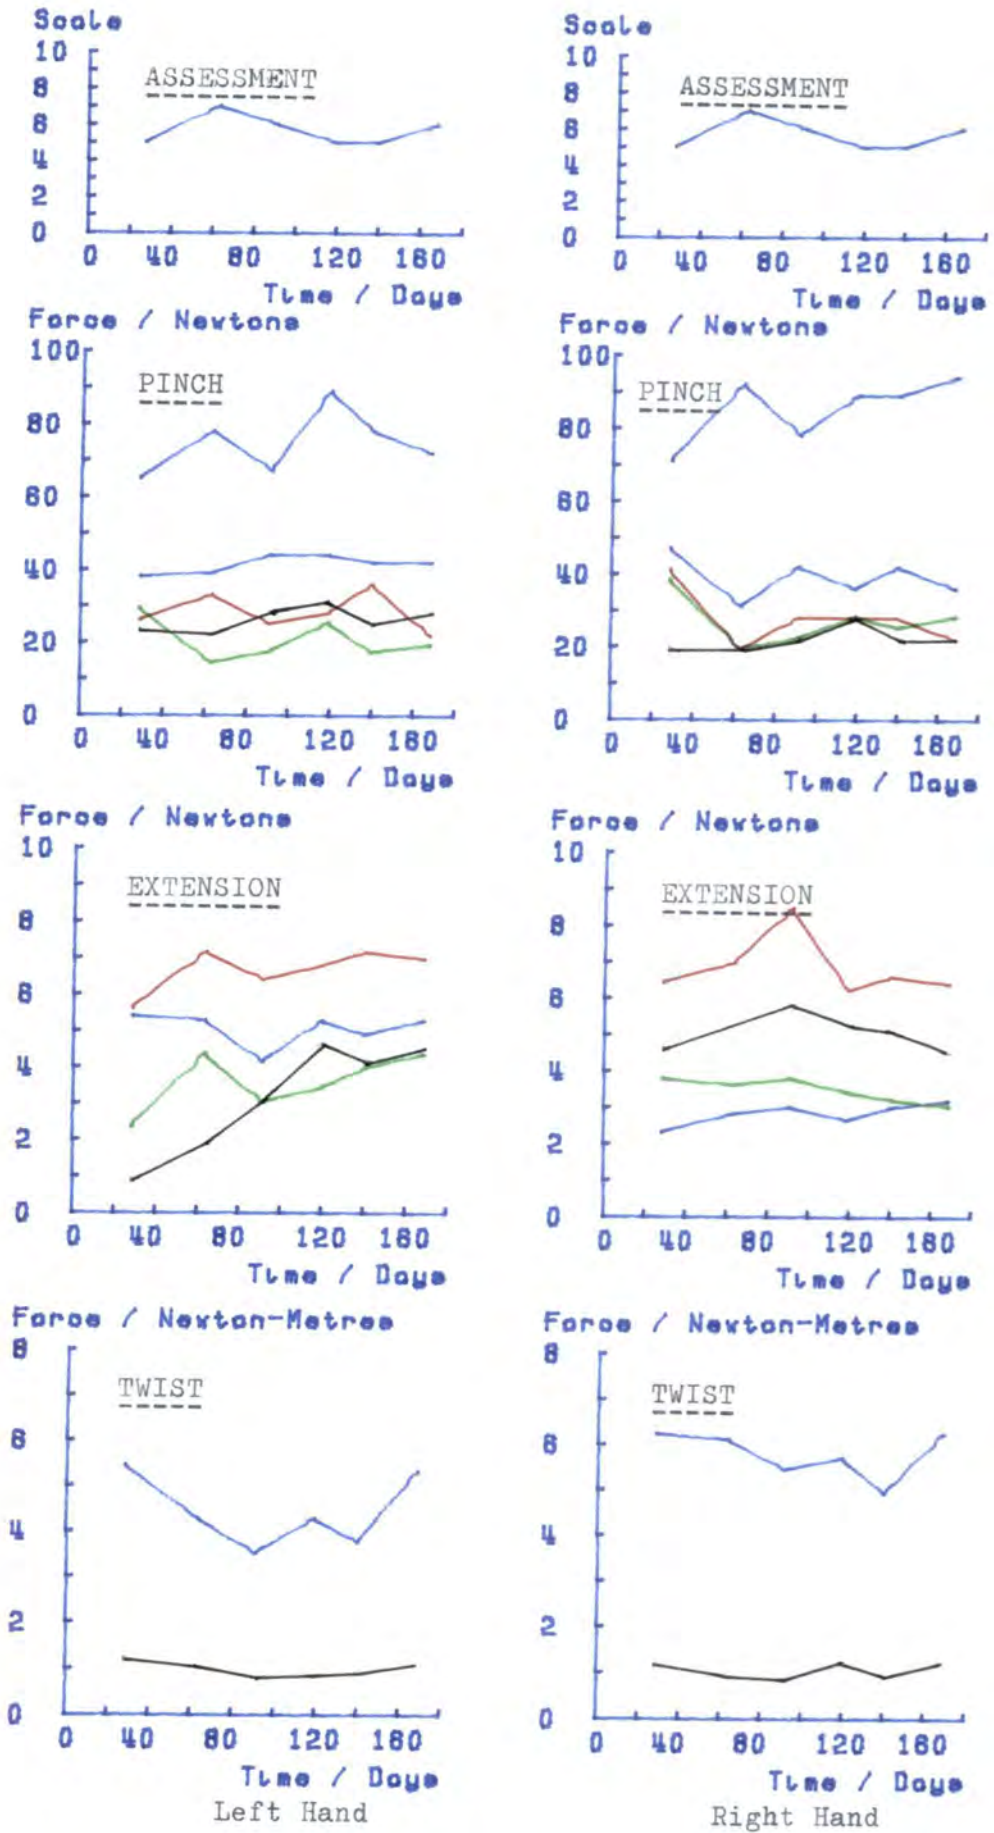 Scale
10
8
6
4
2
0
ASSESSMENT
0 40 80 120 160
Time / Days
Scale
10
8
6
4
2
0
ASSESSMENT
0 40 80 120 160
Time / Days
Force / Newtons
100
80
60
40
20
0
PINCH
0 40 80 120 160
Time / Days
Force / Newtons
100
80
60
40
20
0
PINCH
0 40 80 120 160
Time / Days
Force / Newtons
10
8
6
4
2
0
EXTENSION
0 40 80 120 160
Time / Days
Force / Newtons
10
8
6
4
2
0
EXTENSION
0 40 80 120 160
Time / Days
Force / Newton-Metres
8
6
4
2
0
TWIST
0 40 80 120 160
Time / Days
Left Hand
Force / Newton-Metres
8
6
4
2
0
TWIST
0 40 80 120 160
Time / Days
Right Hand